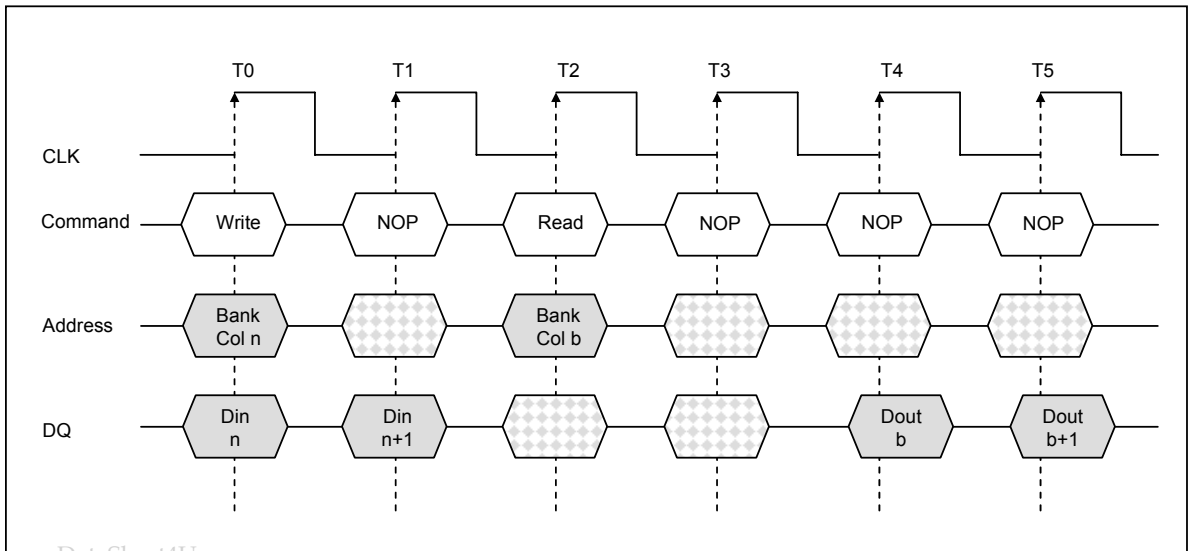 T0 T1 T2 T3 T4 T5
CLK
Command Write NOP Read NOP NOP NOP
Address Bank Col n Bank Col b
DQ Din n Din n+1 Dout b Dout b+1